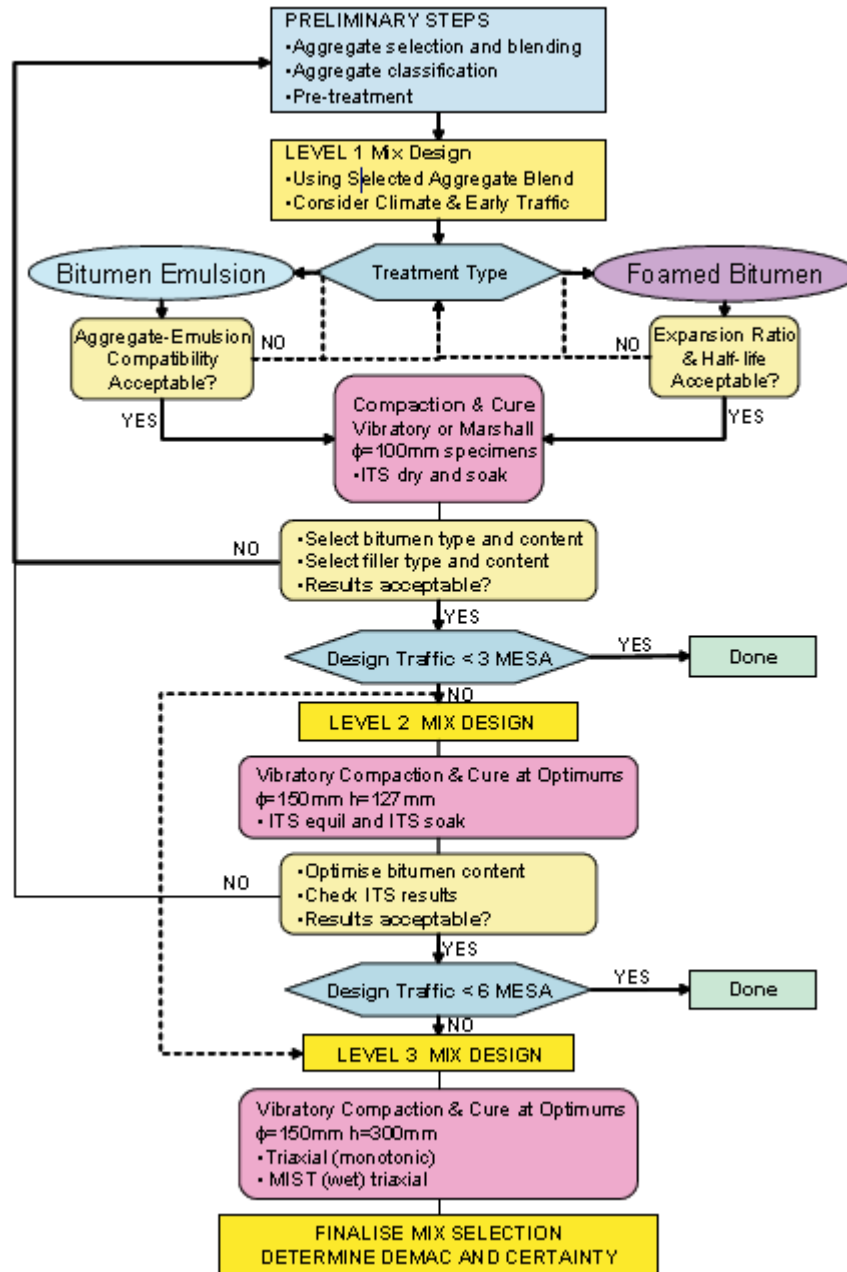 PRELIMINARY STEPS
•Aggregate selection and blending
•Aggregate classification
•Pre-treatment
LEVEL 1 Mix Design
•Using Selected Aggregate Blend
•Consider Climate & Early Traffic
Bitumen Emulsion
Treatment Type
Foamed Bitumen
Aggregate-Emulsion
Compatibility
Acceptable?
NO
NO
Expansion Ratio
& Half-life
Acceptable?
YES
YES
Compaction & Cure
Vibratory or Marshall
ϕ=100mm specimens
•ITS dry and soak
NO
•Select bitumen type and content
•Select filler type and content
•Results acceptable?
YES
Design Traffic < 3 MESA
YES
Done
NO
LEVEL 2 MIX DESIGN
Vibratory Compaction & Cure at Optimums
ϕ=150mm h=127mm
• ITS equil and ITS soak
NO
•Optimise bitumen content
•Check ITS results
•Results acceptable?
YES
Design Traffic < 6 MESA
YES
Done
NO
LEVEL 3 MIX DESIGN
Vibratory Compaction & Cure at Optimums
ϕ=150mm h=300mm
• Triaxial (monotonic)
• MIST (wet) triaxial
FINALISE MIX SELECTION
DETERMINE DEMAC AND CERTAINTY